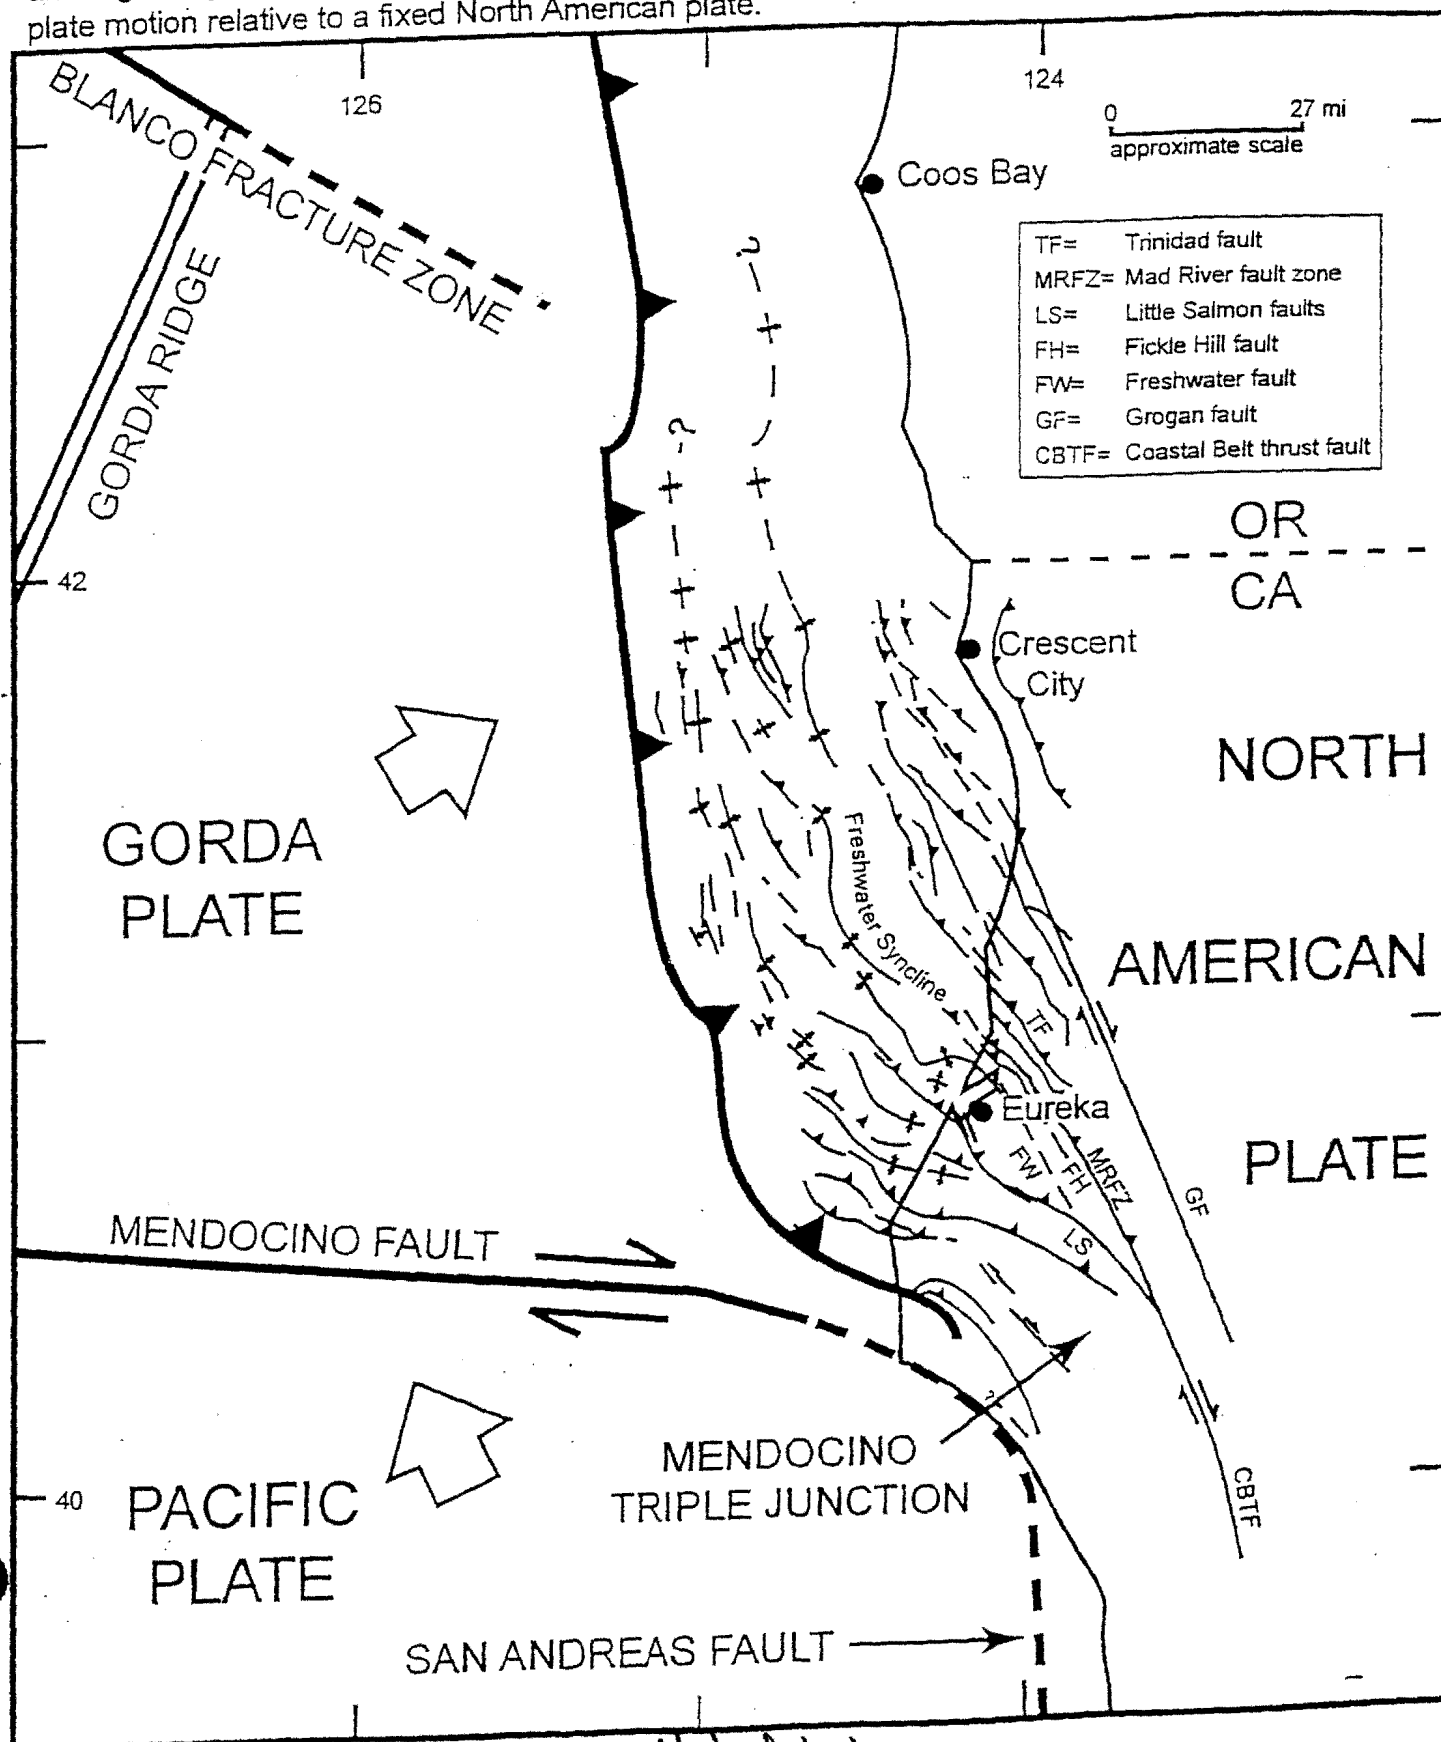 plate motion relative to a fixed North American plate.
126
124
0 27 mi
approximate scale
BLANCO FRACTURE ZONE
Coos Bay
TF= Trinidad fault
MRFZ= Mad River fault zone
LS= Little Salmon faults
FH= Fickle Hill fault
FW= Freshwater fault
GF= Grogan fault
CBTF= Coastal Belt thrust fault
?
GORDA RIDGE
?
OR
42
CA
Crescent
City
NORTH
GORDA
PLATE
Freshwater Syncline
AMERICAN
TF
Eureka
PLATE
FW
FH
MRFZ
GF
LS
MENDOCINO FAULT
?
MENDOCINO
TRIPLE JUNCTION
40
PACIFIC
PLATE
CBTF
SAN ANDREAS FAULT